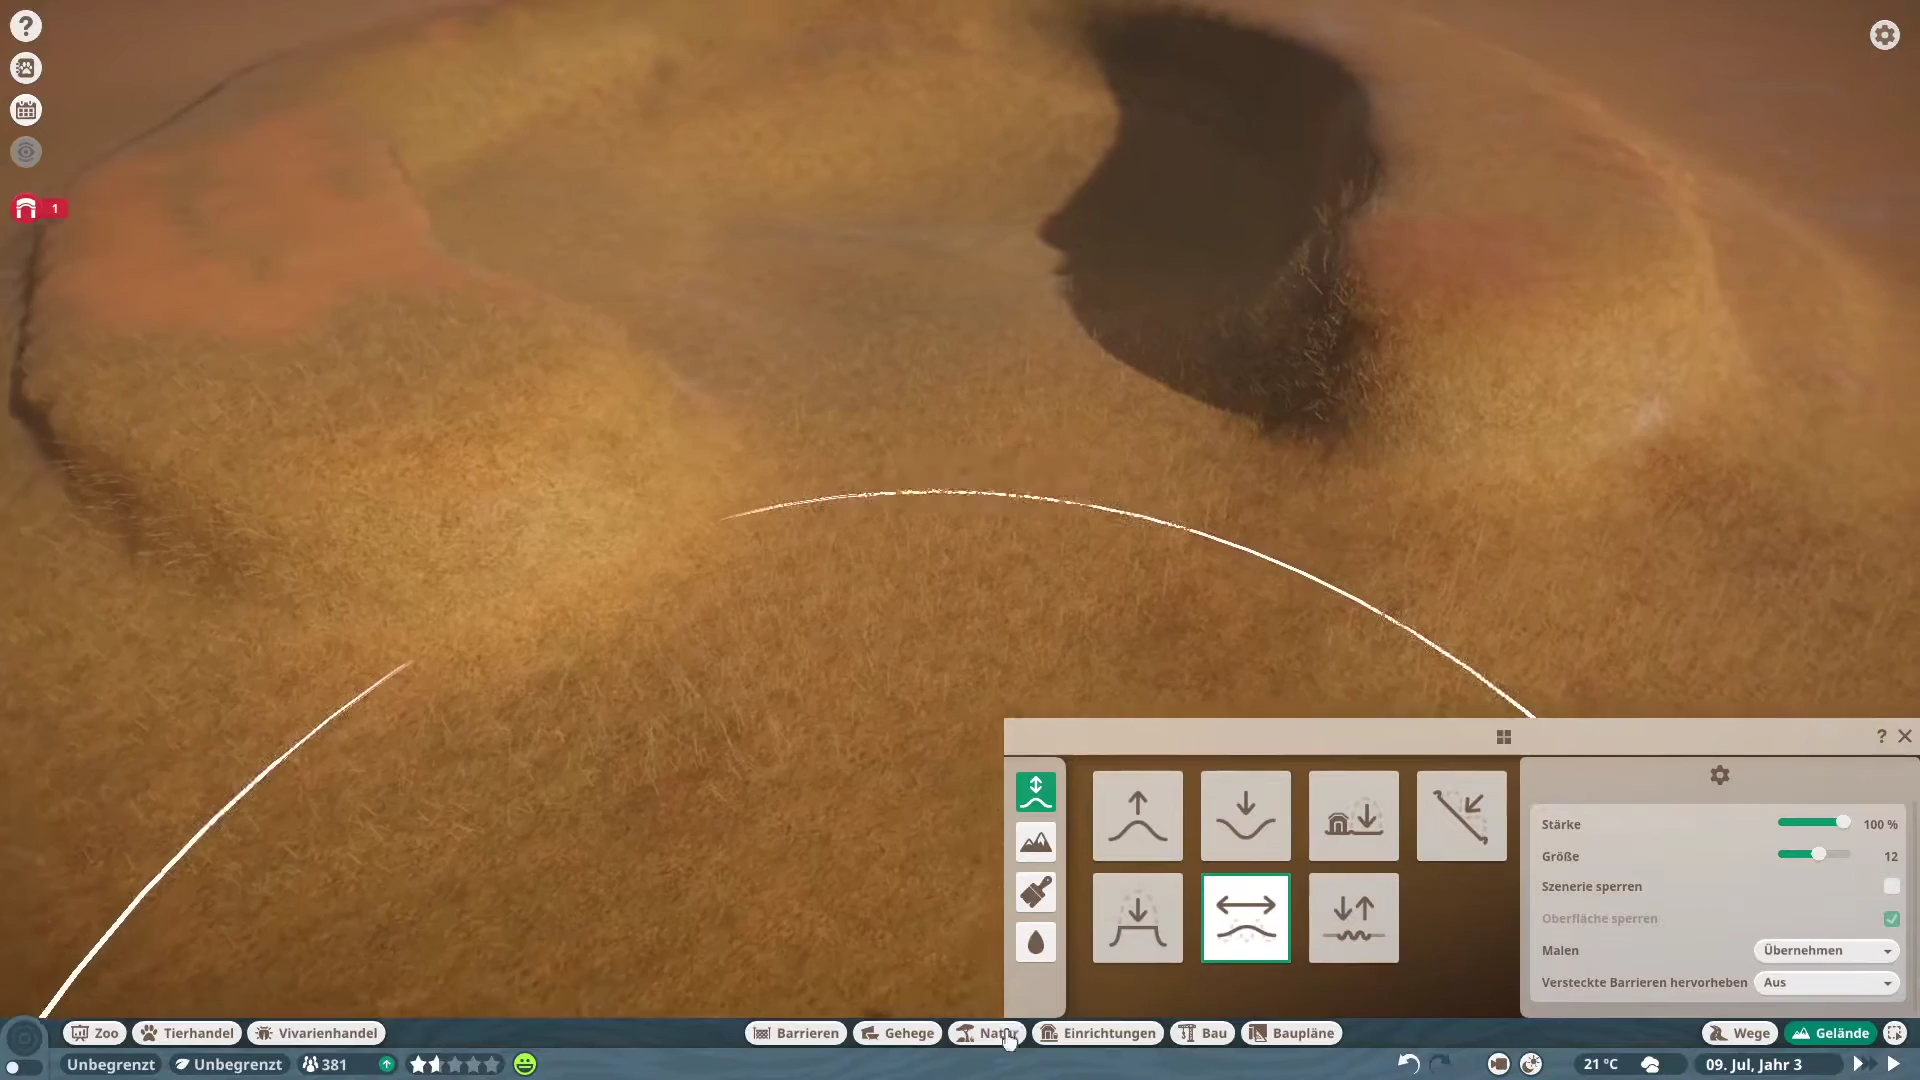 ?
1
?
Stärke 100 %
Größe 12
Szenerie sperren
Oberfläche sperren
Malen Übernehmen
Versteckte Barrieren hervorheben Aus
Zoo Tierhandel Vivarienhandel Barrieren Gehege Natur Einrichtungen Bau Baupläne Wege Gelände
Unbegrenzt Unbegrenzt 381 21 °C 09. Jul, Jahr 3